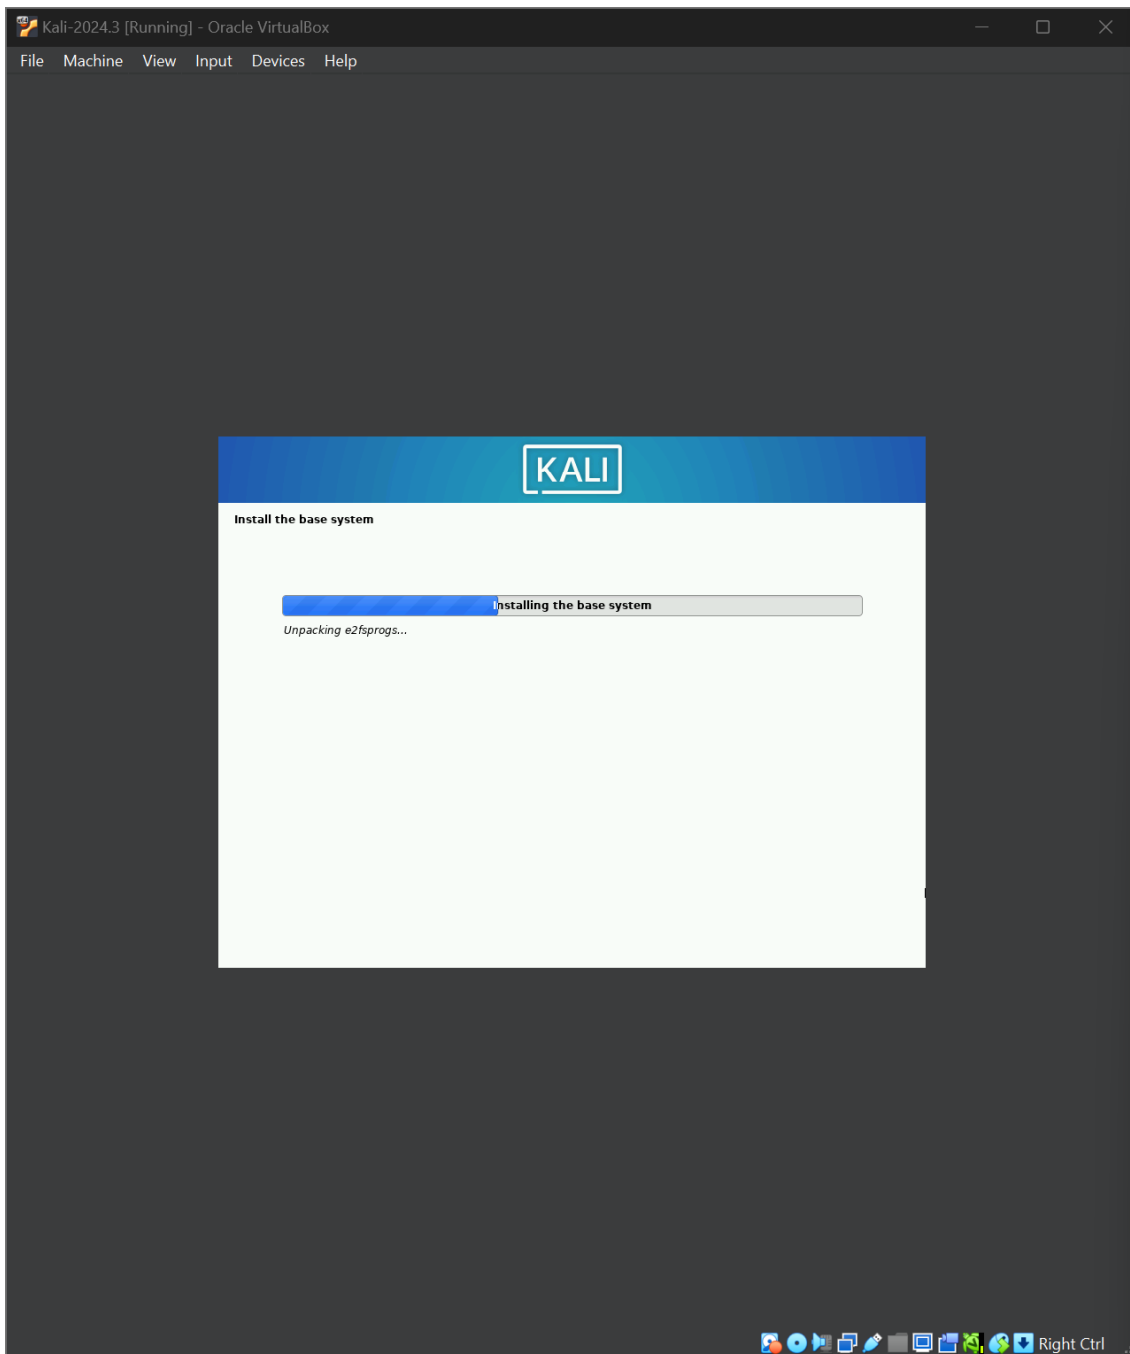 Kali-2024.3 [Running] - Oracle VirtualBox
File Machine View Input Devices Help
KALI
Install the base system
Installing the base system
Unpacking e2fsprogs...
Right Ctrl